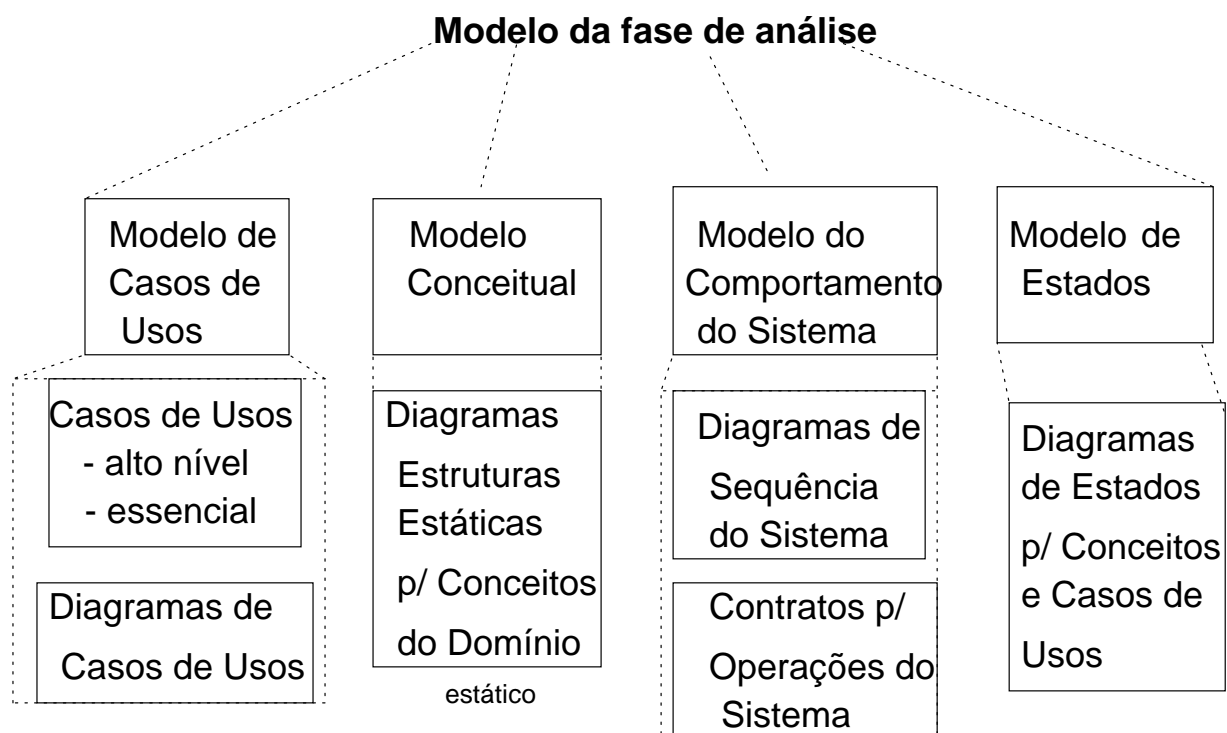 Modelo da fase de análise
Modelo de
Casos de
Usos
Modelo
Conceitual
Modelo do
Comportamento
do Sistema
Modelo de
Estados
Casos de Usos
- alto nível
- essencial
Diagramas de
Casos de Usos
Diagramas
Estruturas
Estáticas
p/ Conceitos
do Domínio
estático
Diagramas de
Sequência
do Sistema
Contratos p/
Operações do
Sistema
Diagramas
de Estados
p/ Conceitos
e Casos de
Usos